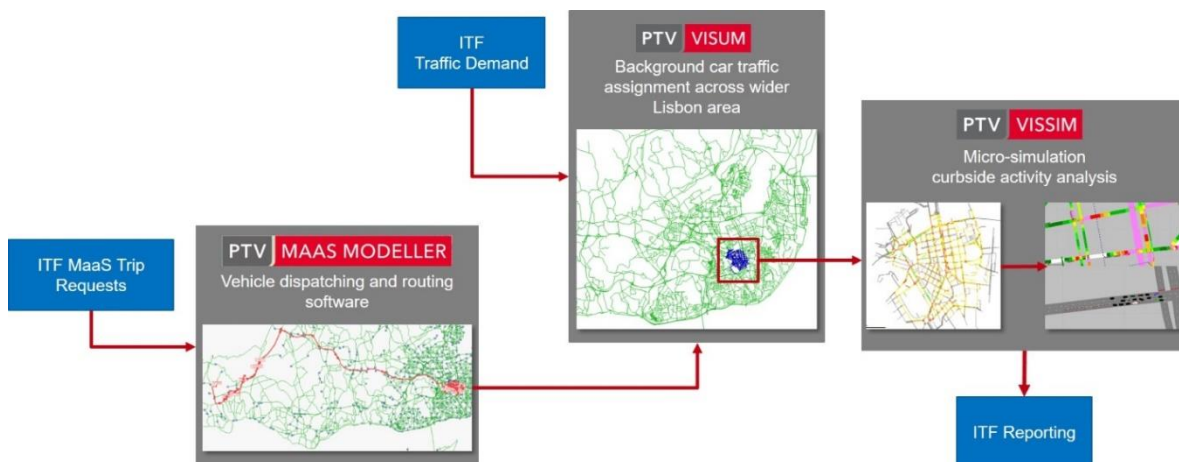 ITF
Traffic Demand
PTV VISUM
Background car traffic
assignment across wider
Lisbon area
PTV VISSIM
Micro-simulation
curbside activity analysis
ITF MaaS Trip
Requests
PTV MAAS MODELLER
Vehicle dispatching and routing
software
ITF Reporting